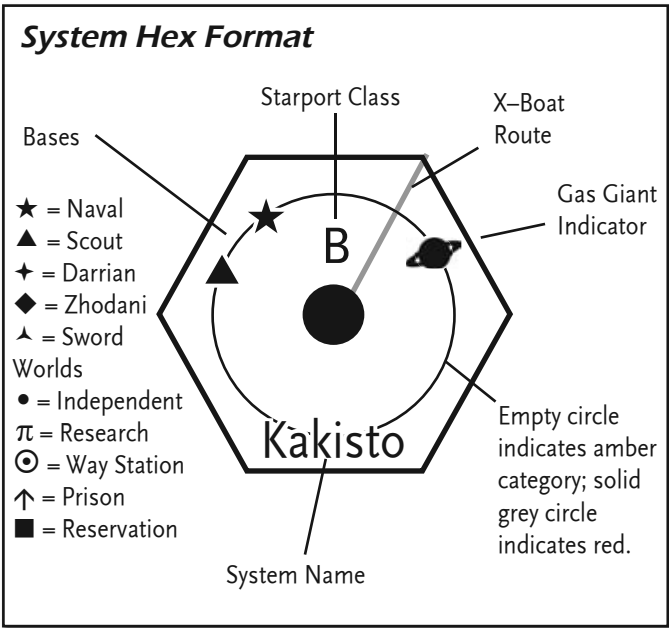 System Hex Format
Starport Class
X–Boat
Route
Bases
Gas Giant
Indicator
★ = Naval
▲ = Scout
✦ = Darrian
◆ = Zhodani
⮝ = Sword
Worlds
• = Independent
π = Research
☉ = Way Station
↑ = Prison
■ = Reservation
B
Kakisto
Empty circle
indicates amber
category; solid
grey circle
indicates red.
System Name